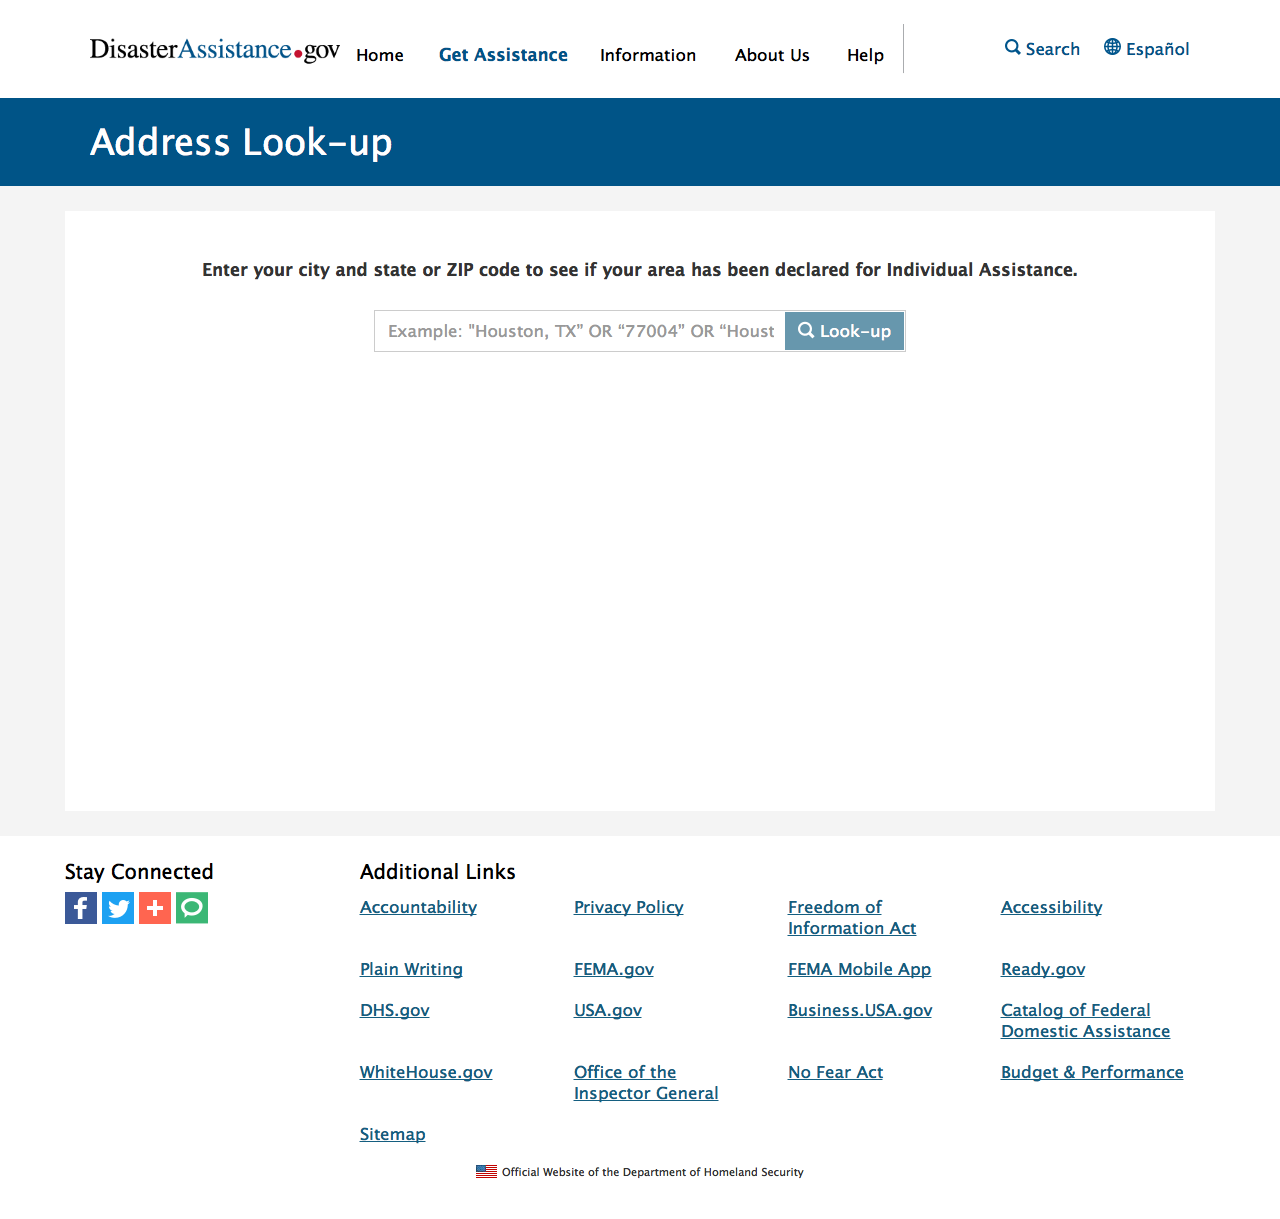 DisasterAssistance.gov Home Get Assistance Information About Us Help Search Español
Address Look-up
Enter your city and state or ZIP code to see if your area has been declared for Individual Assistance.
Example: "Houston, TX” OR “77004” OR “Houst Look-up
Stay Connected
Additional Links
Accountability
Privacy Policy
Freedom of
Information Act
Accessibility
Plain Writing
FEMA.gov
FEMA Mobile App
Ready.gov
DHS.gov
USA.gov
Business.USA.gov
Catalog of Federal
Domestic Assistance
WhiteHouse.gov
Office of the
Inspector General
No Fear Act
Budget & Performance
Sitemap
Official Website of the Department of Homeland Security